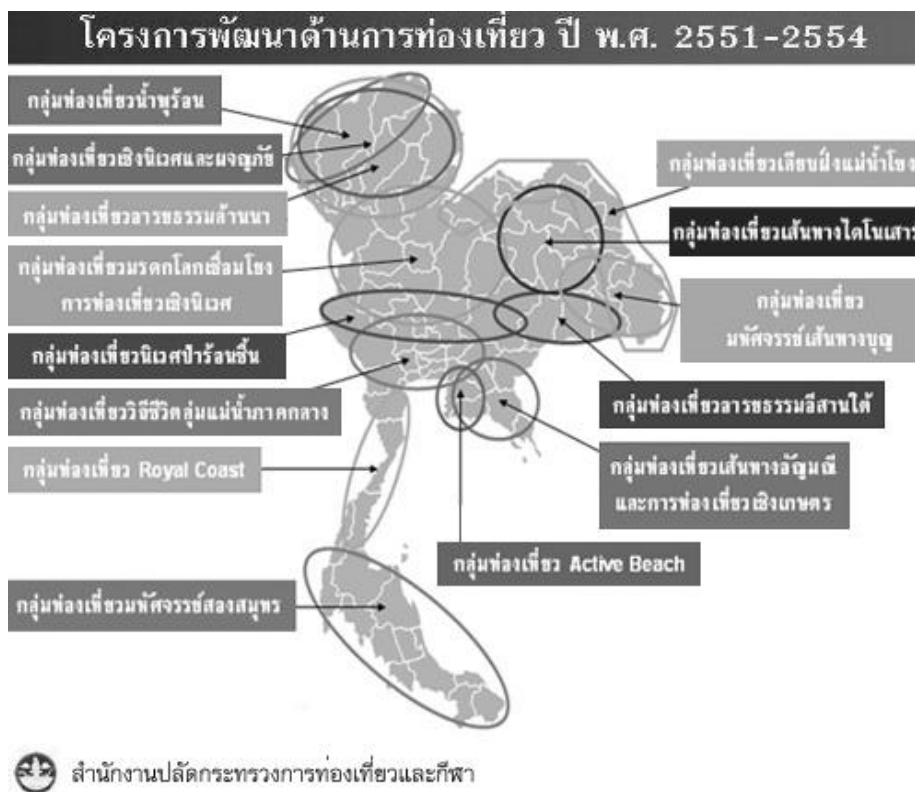 โครงการพัฒนาด้านการท่องเที่ยว ปี พ.ศ. 2551-2554
กลุ่มท่องเที่ยวน้ำพุร้อน
กลุ่มท่องเที่ยวเชิงนิเวศและผจญภัย
กลุ่มท่องเที่ยวอารยธรรมล้านนา
กลุ่มท่องเที่ยวมรดกโลกเชื่อมโยง
การท่องเที่ยวเชิงนิเวศ
กลุ่มท่องเที่ยวนิเวศป่าร้อนชื้น
กลุ่มท่องเที่ยววิถีชีวิตลุ่มแม่น้ำภาคกลาง
กลุ่มท่องเที่ยว Royal Coast
กลุ่มท่องเที่ยวมหัศจรรย์สองสมุทร
กลุ่มท่องเที่ยวเลียบฝั่งแม่น้ำโขง
กลุ่มท่องเที่ยวเส้นทางไดโนเสาร์
กลุ่มท่องเที่ยว
มหัศจรรย์เส้นทางบุญ
กลุ่มท่องเที่ยวอารยธรรมอีสานใต้
กลุ่มท่องเที่ยวเส้นทางอัญมณี
และการท่องเที่ยวเชิงเกษตร
กลุ่มท่องเที่ยว Active Beach
สำนักงานปลัดกระทรวงการท่องเที่ยวและกีฬา